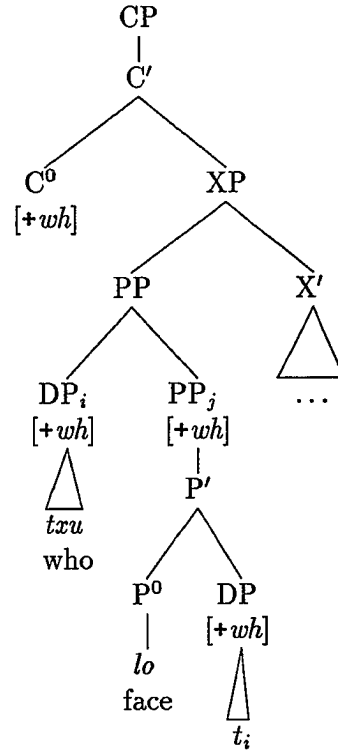 CP
C′
C⁰ XP
[+wh]
PP X′
DPᵢ PPⱼ
[+wh] [+wh] ...
P′
txu
who
P⁰ DP
[+wh]
lo
face
tᵢ